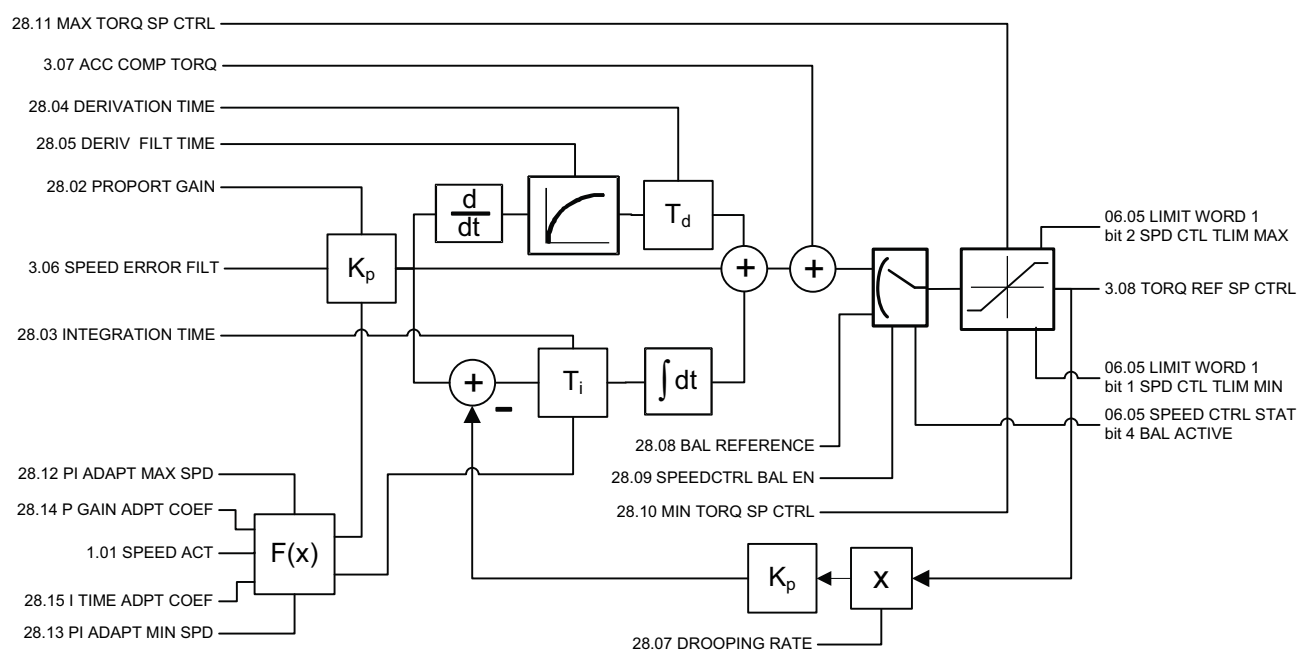 28.11 MAX TORQ SP CTRL
3.07 ACC COMP TORQ
28.04 DERIVATION TIME
28.05 DERIV FILT TIME
28.02 PROPORT GAIN
d
dt
T d
06.05 LIMIT WORD 1
bit 2 SPD CTL TLIM MAX
3.06 SPEED ERROR FILT
K p
+
+
3.08 TORQ REF SP CTRL
28.03 INTEGRATION TIME
+
−
T i
∫ dt
06.05 LIMIT WORD 1
bit 1 SPD CTL TLIM MIN
06.05 SPEED CTRL STAT
bit 4 BAL ACTIVE
28.08 BAL REFERENCE
28.09 SPEEDCTRL BAL EN
28.10 MIN TORQ SP CTRL
28.12 PI ADAPT MAX SPD
28.14 P GAIN ADPT COEF
1.01 SPEED ACT
F(x)
28.15 I TIME ADPT COEF
28.13 PI ADAPT MIN SPD
K p
x
28.07 DROOPING RATE